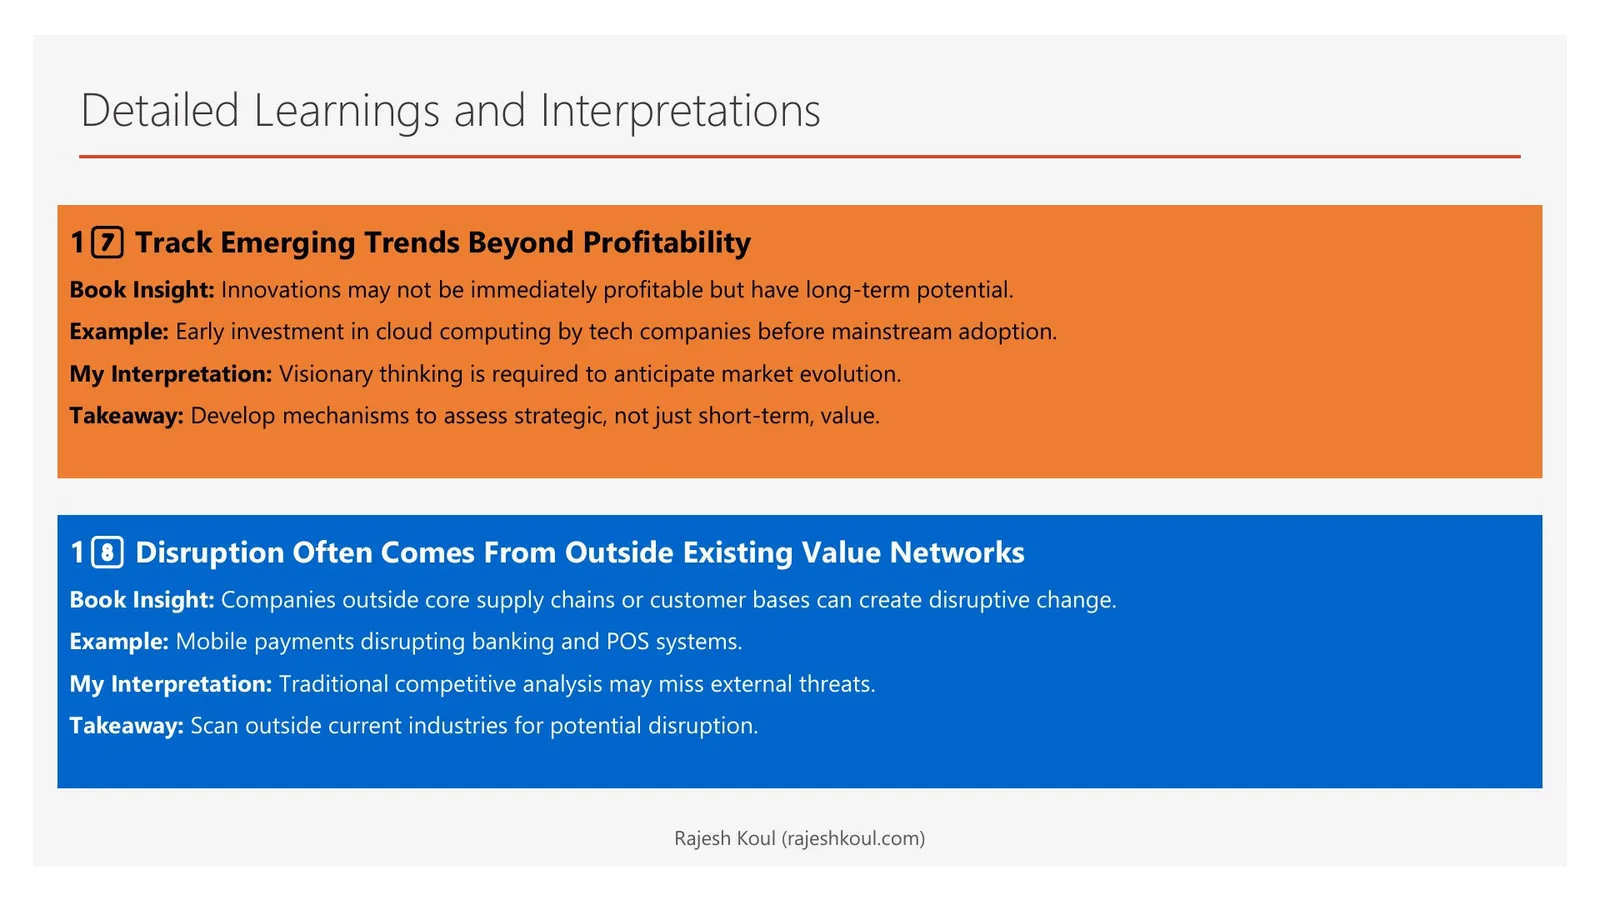 Detailed Learnings and Interpretations
17️⃣ Track Emerging Trends Beyond Profitability
Book Insight: Innovations may not be immediately profitable but have long-term potential.
Example: Early investment in cloud computing by tech companies before mainstream adoption.
My Interpretation: Visionary thinking is required to anticipate market evolution.
Takeaway: Develop mechanisms to assess strategic, not just short-term, value.
18️⃣ Disruption Often Comes From Outside Existing Value Networks
Book Insight: Companies outside core supply chains or customer bases can create disruptive change.
Example: Mobile payments disrupting banking and POS systems.
My Interpretation: Traditional competitive analysis may miss external threats.
Takeaway: Scan outside current industries for potential disruption.
Rajesh Koul (rajeshkoul.com)